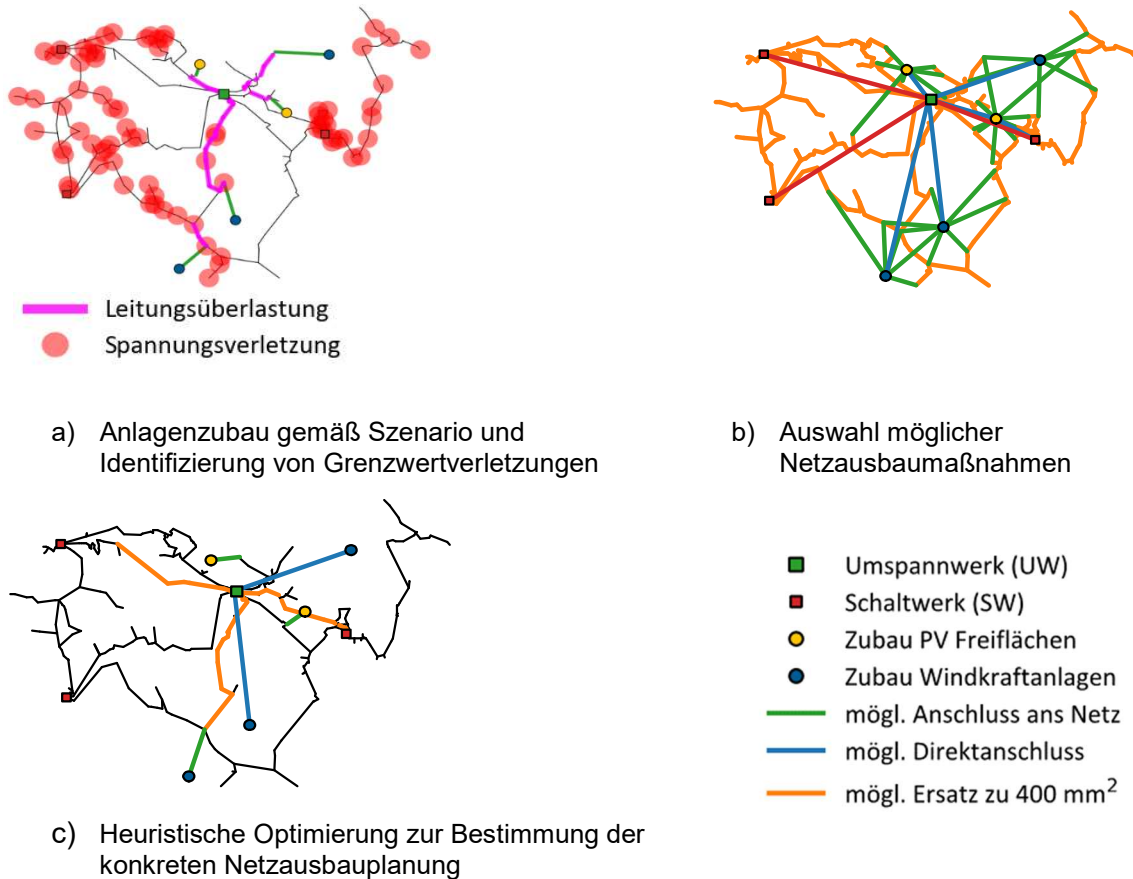 Leitungsüberlastung
Spannungsverletzung
a) Anlagenzubau gemäß Szenario und
Identifizierung von Grenzwertverletzungen
b) Auswahl möglicher
Netzausbaumaßnahmen
Umspannwerk (UW)
Schaltwerk (SW)
Zubau PV Freiflächen
Zubau Windkraftanlagen
mögl. Anschluss ans Netz
mögl. Direktanschluss
mögl. Ersatz zu 400 mm²
c) Heuristische Optimierung zur Bestimmung der
konkreten Netzausbauplanung